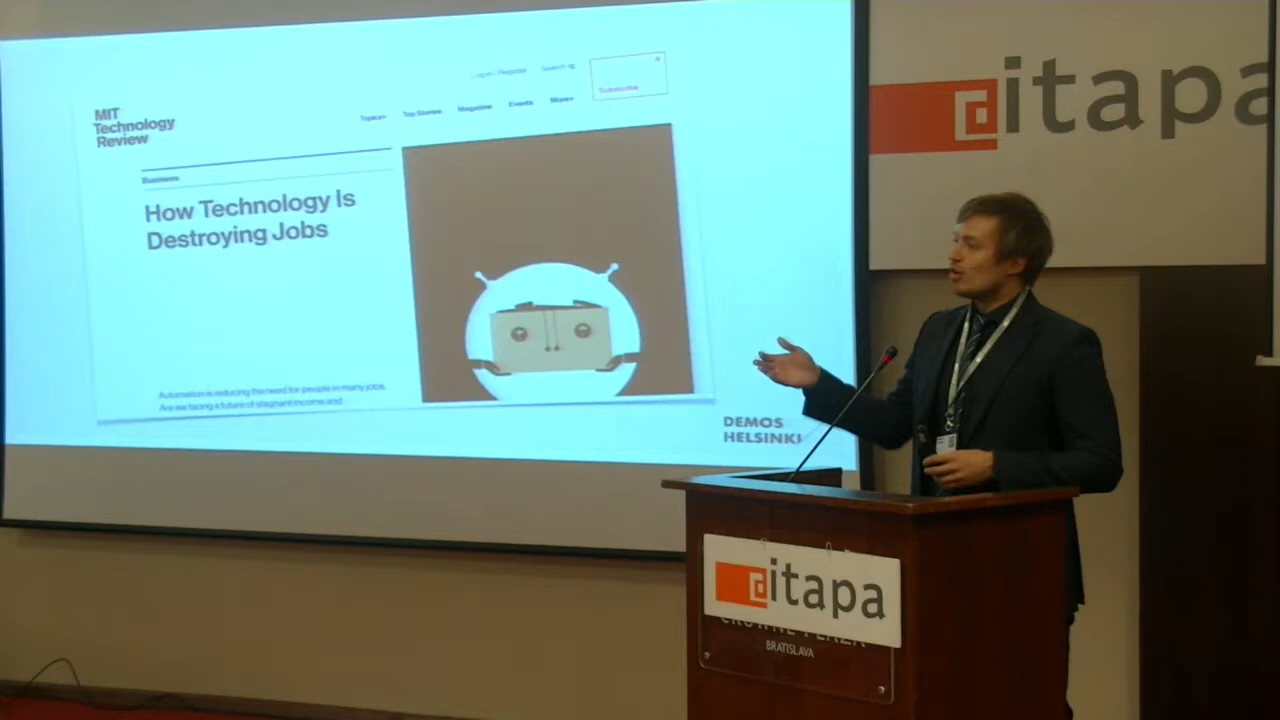 MIT
Technology
Review
Log in / Register
Search
Subscribe
Topics+
Top Stories
Magazine
Events
More+
Business
How Technology Is
Destroying Jobs
Automation is reducing the need for people in many jobs.
Are we facing a future of stagnant income and
DEMOS
HELSINKI
itapa
itapa
CROWNE PLAZA
BRATISLAVA